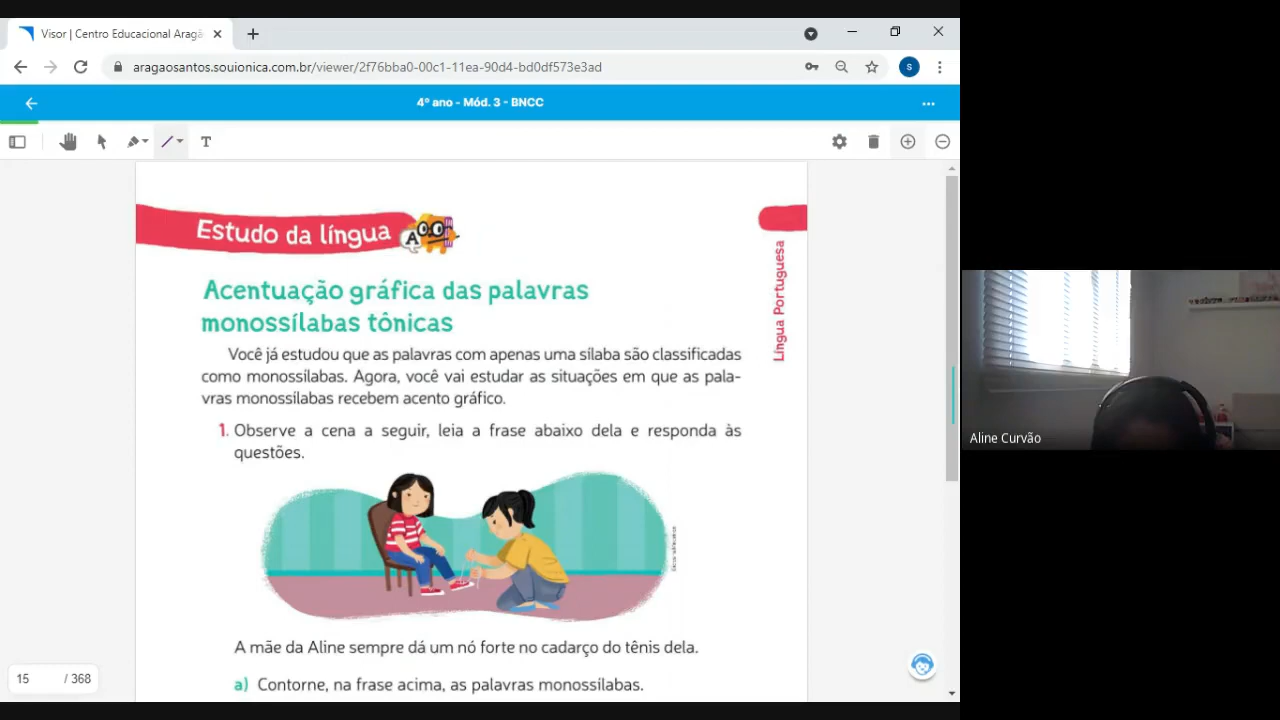 Visor | Centro Educacional Aragã
aragaosantos.souionica.com.br/viewer/2f76bba0-00c1-11ea-90d4-bd0df573e3ad
s
4º ano - Mód. 3 - BNCC
T
Estudo da língua
A
Língua Portuguesa
Acentuação gráfica das palavras
monossílabas tônicas
Você já estudou que as palavras com apenas uma sílaba são classificadas
como monossílabas. Agora, você vai estudar as situações em que as pala-
vras monossílabas recebem acento gráfico.
1. Observe a cena a seguir, leia a frase abaixo dela e responda às
questões.
A mãe da Aline sempre dá um nó forte no cadarço do tênis dela.
a) Contorne, na frase acima, as palavras monossílabas.
15 / 368
Aline Curvão